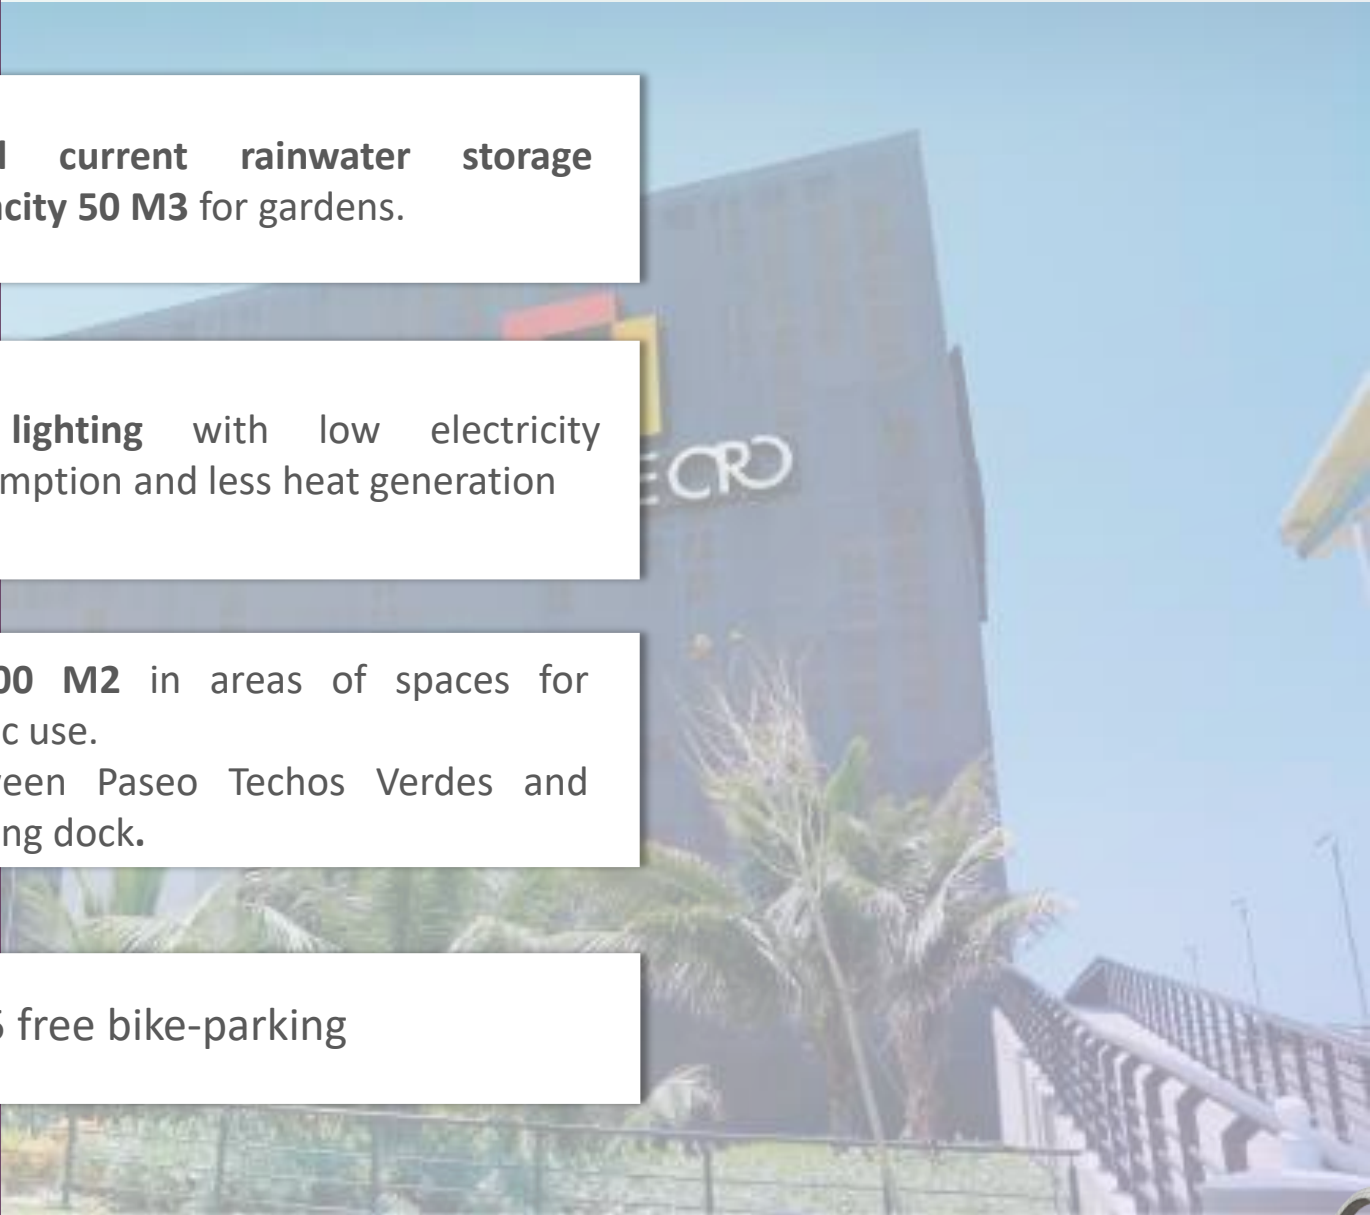 l current rainwater storage
city 50 M3 for gardens.
E ORO
lighting with low electricity
mption and less heat generation
00 M2 in areas of spaces for
c use.
een Paseo Techos Verdes and
ng dock.
free bike-parking